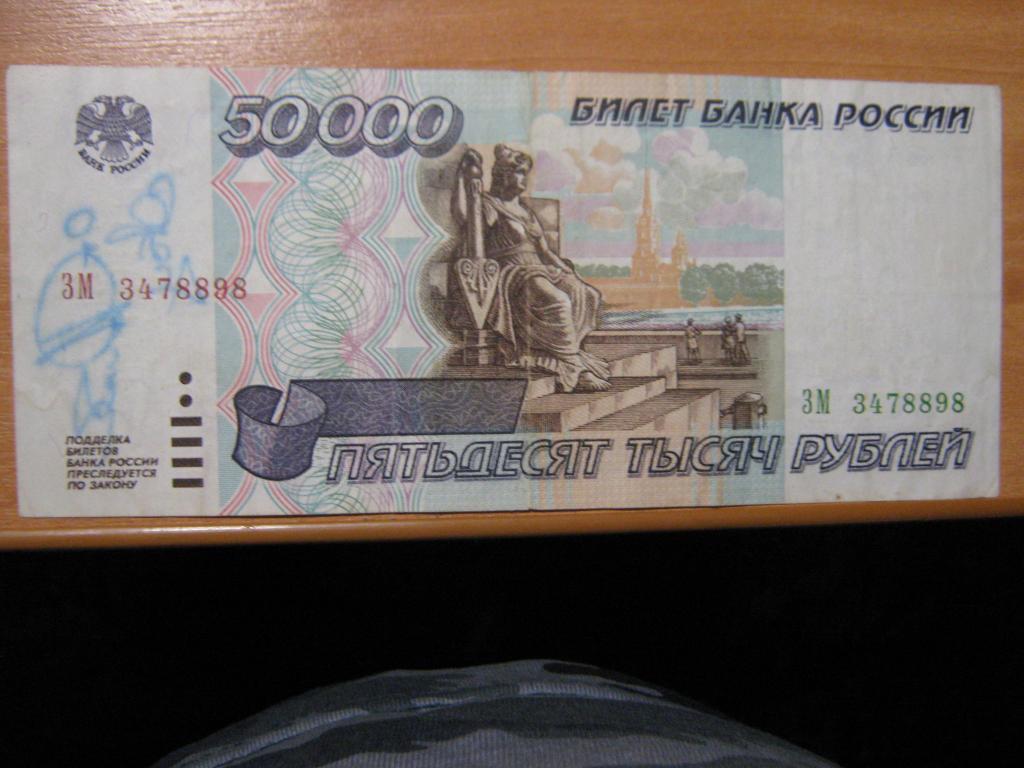 50000
БИЛЕТ БАНКА РОССИИ
БАНК РОССИИ
ЗМ 3478898
ЗМ 3478898
ПОДДЕЛКА
БИЛЕТОВ
БАНКА РОССИИ
ПРЕСЛЕДУЕТСЯ
ПО ЗАКОНУ
ПЯТЬДЕСЯТ ТЫСЯЧ РУБЛЕЙ